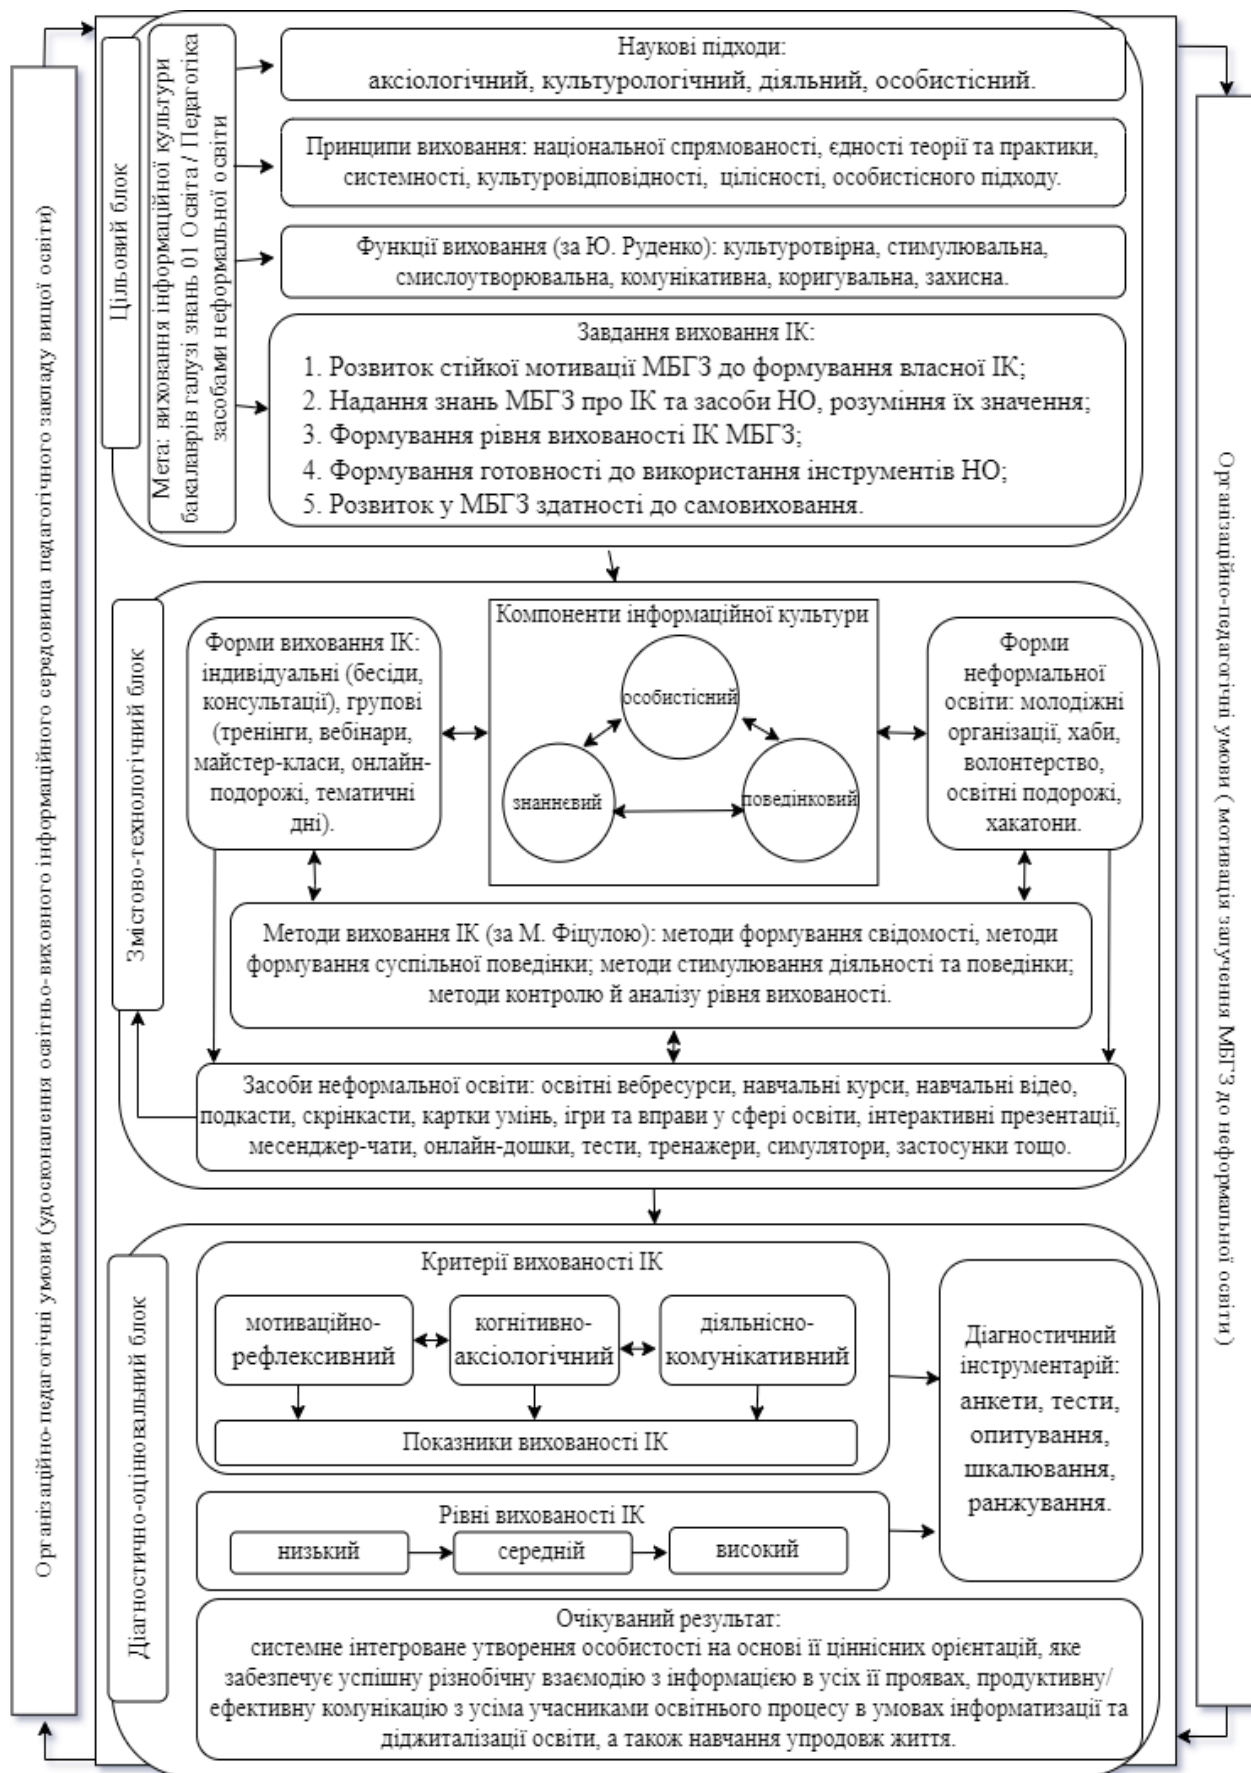 Організаційно-педагогічні умови (удосконалення освітньо-виховного інформаційного середовища педагогічного закладу вищої освіти)
Цільовий блок
Мета: виховання інформаційної культури
бакалаврів галузі знань 01 Освіта / Педагогіка
засобами неформальної освіти
Наукові підходи:
аксіологічний, культурологічний, діяльний, особистісний.
Принципи виховання: національної спрямованості, єдності теорії та практики,
системності, культуровідповідності, цілісності, особистісного підходу.
Функції виховання (за Ю. Руденко): культуротвірна, стимулювальна,
смислоутворювальна, комунікативна, коригувальна, захисна.
Завдання виховання ІК:
1. Розвиток стійкої мотивації МБГЗ до формування власної ІК;
2. Надання знань МБГЗ про ІК та засоби НО, розуміння їх значення;
3. Формування рівня вихованості ІК МБГЗ;
4. Формування готовності до використання інструментів НО;
5. Розвиток у МБГЗ здатності до самовиховання.
Організаційно-педагогічні умови ( мотивація залучення МБГЗ до неформальної освіти )
Змістово-технологічний блок
Форми виховання ІК:
індивідуальні (бесіди,
консультації), групові
(тренінги, вебінари,
майстер-класи, онлайн-
подорожі, тематичні
дні).
Компоненти інформаційної культури
особистісний
знаннєвий
поведінковий
Форми
неформальної
освіти: молодіжні
організації, хаби,
волонтерство,
освітні подорожі,
хакатони.
Методи виховання ІК (за М. Фіцулою): методи формування свідомості, методи
формування суспільної поведінки; методи стимулювання діяльності та поведінки;
методи контролю й аналізу рівня вихованості.
Засоби неформальної освіти: освітні вебресурси, навчальні курси, навчальні відео,
подкасти, скрінкасти, картки умінь, ігри та вправи у сфері освіти, інтерактивні презентації,
месенджер-чати, онлайн-дошки, тести, тренажери, симулятори, застосунки тощо.
Діагностично-оцінювальний блок
Критерії вихованості ІК
мотиваційно-
рефлексивний
когнітивно-
аксіологічний
діяльнісно-
комунікативний
Показники вихованості ІК
Рівні вихованості ІК
низький
середній
високий
Діагностичний
інструментарій:
анкети, тести,
опитування,
шкалювання,
ранжування.
Очікуваний результат:
системне інтегроване утворення особистості на основі її ціннісних орієнтацій, яке
забезпечує успішну різнобічну взаємодію з інформацією в усіх її проявах, продуктивну/
ефективну комунікацію з усіма учасниками освітнього процесу в умовах інформатизації та
діджиталізації освіти, а також навчання упродовж життя.